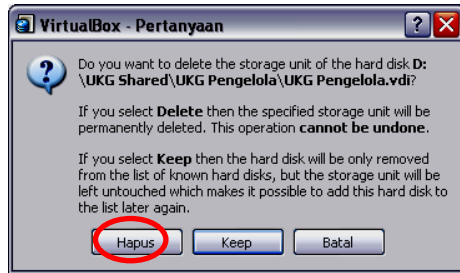 VirtualBox - Pertanyaan
Do you want to delete the storage unit of the hard disk D:
\UKG Shared\UKG Pengelola\UKG Pengelola.vdi?
If you select Delete then the specified storage unit will be
permanently deleted. This operation cannot be undone.
If you select Keep then the hard disk will be only removed
from the list of known hard disks, but the storage unit will be
left untouched which makes it possible to add this hard disk to
the list later again.
Hapus Keep Batal